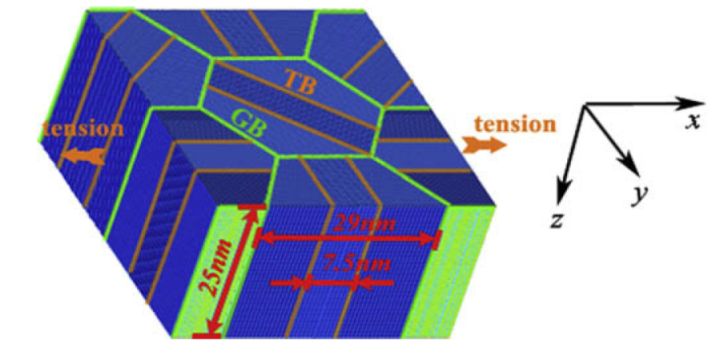 TB
GB
tension
tension
x
y
z
29nm
25nm
7.5nm